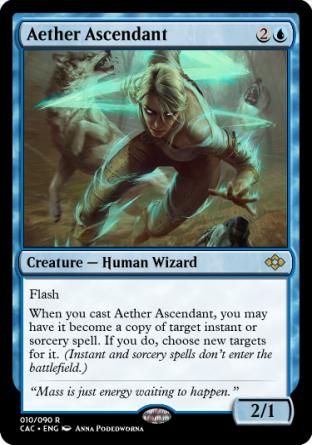 Aether Ascendant 2
Creature — Human Wizard
Flash
When you cast Aether Ascendant, you may
have it become a copy of target instant or
sorcery spell. If you do, choose new targets
for it. (Instant and sorcery spells don't enter the
battlefield.)
“Mass is just energy waiting to happen.”
2/1
010/090 R
CAC • ENG Anna Podedworna